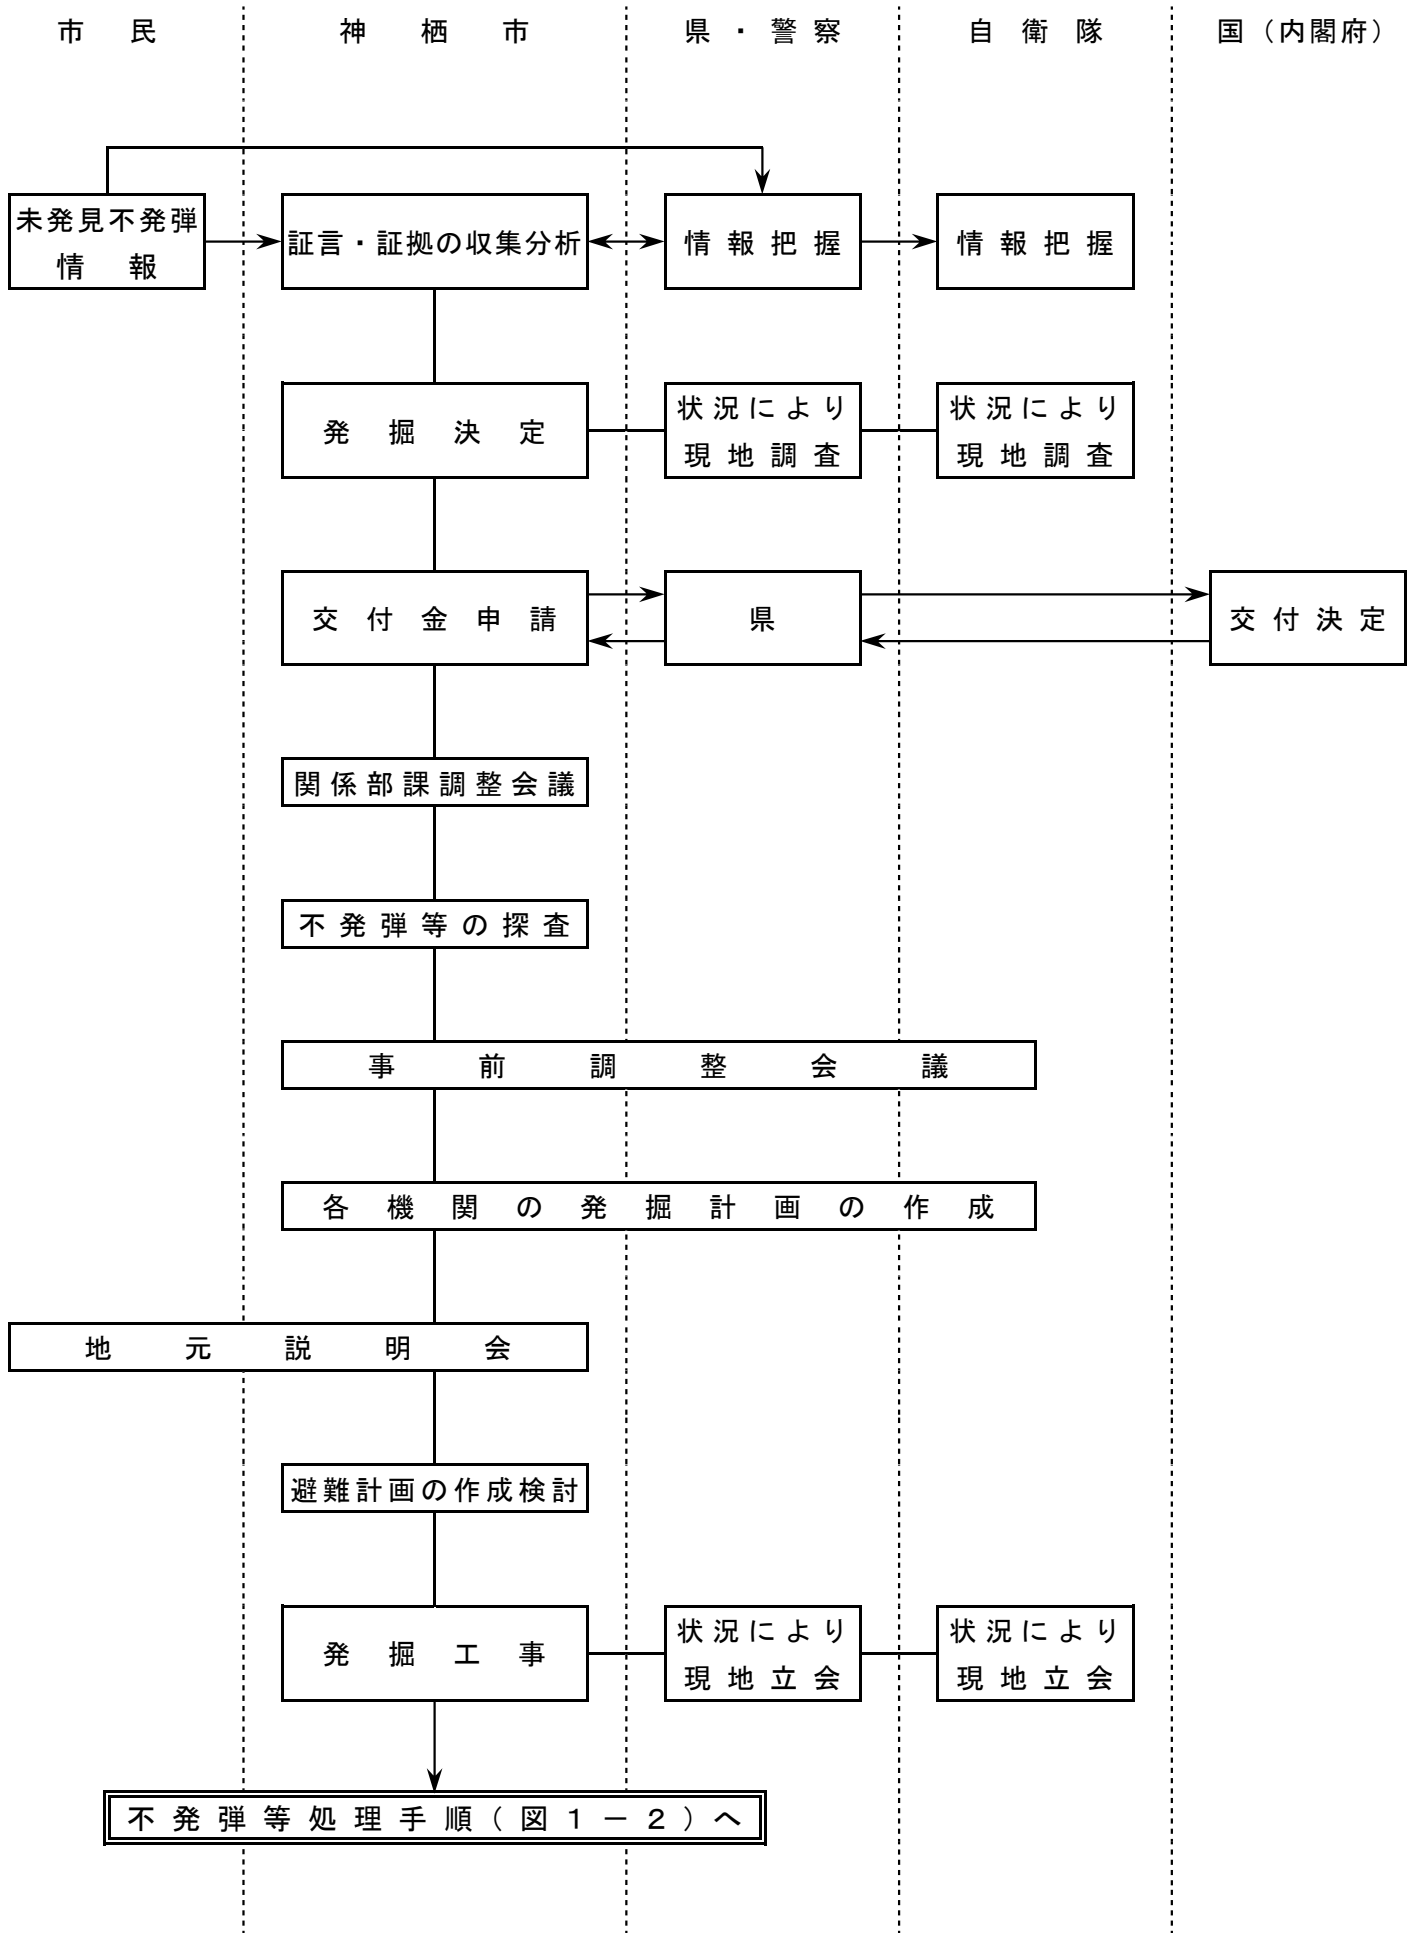 市民
神栖市
県・警察
自衛隊
国（内閣府）
未発見不発弾
情報
証言・証拠の収集分析
情報把握
情報把握
発掘決定
状況により
現地調査
状況により
現地調査
交付金申請
県
交付決定
関係部課調整会議
不発弾等の探査
事前調整会議
各機関の発掘計画の作成
地元説明会
避難計画の作成検討
発掘工事
状況により
現地立会
状況により
現地立会
不発弾等処理手順（図１－２）へ